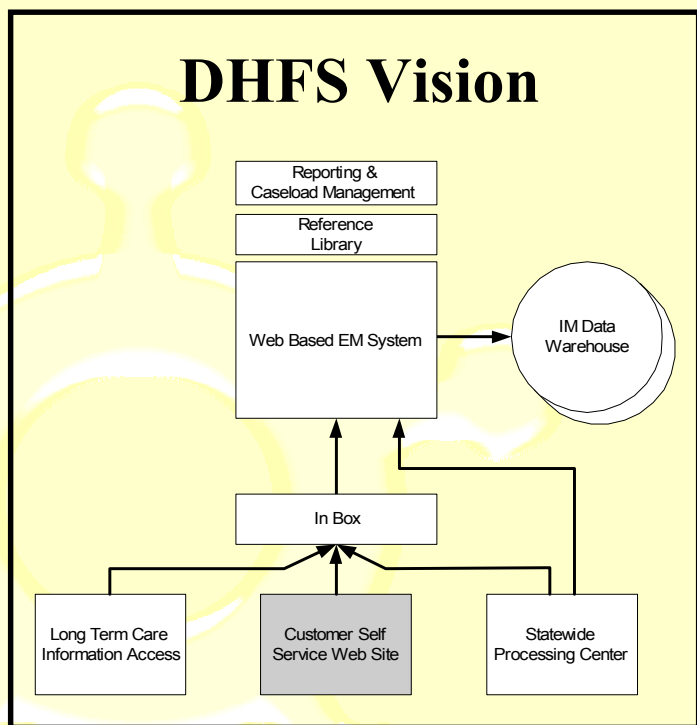 DHFS Vision
Reporting &
Caseload Management
Reference
Library
Web Based EM System
IM Data
Warehouse
In Box
Long Term Care
Information Access
Customer Self
Service Web Site
Statewide
Processing Center